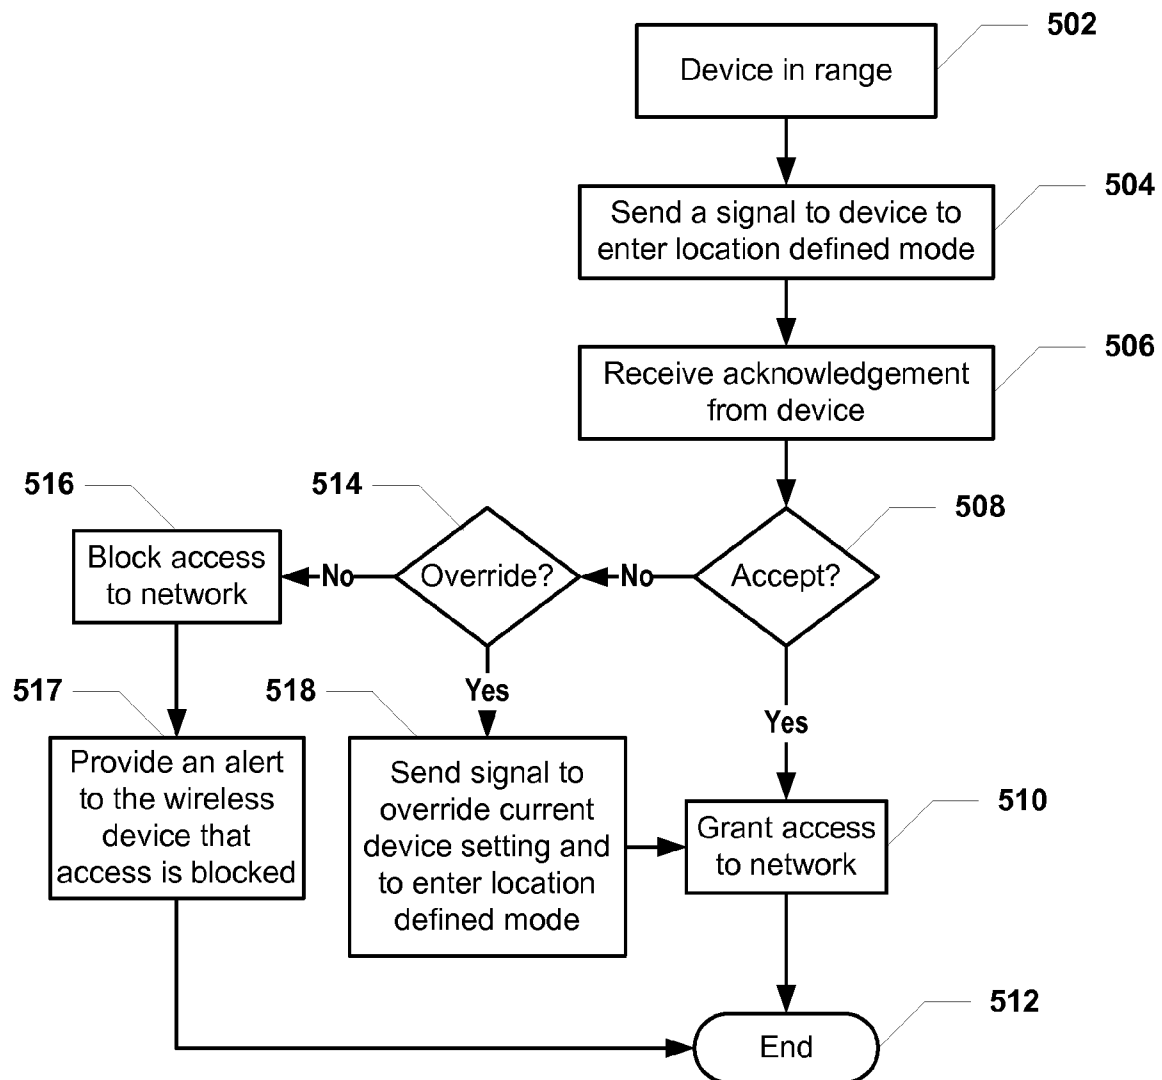 502
Device in range
504
Send a signal to device to
enter location defined mode
506
Receive acknowledgement
from device
516
514
508
Block access
to network
No
Override?
No
Accept?
517
518
Yes
Yes
Provide an alert
to the wireless
device that
access is blocked
Send signal to
override current
device setting and
to enter location
defined mode
510
Grant access
to network
512
End